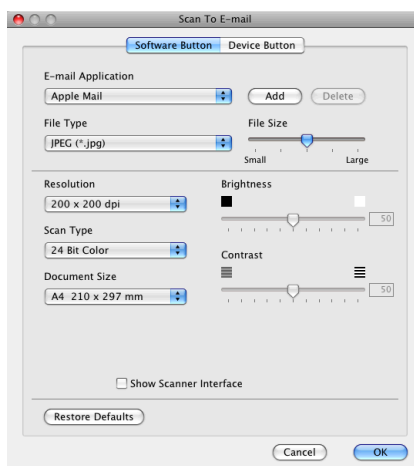 Scan To E-mail
Software Button Device Button
E-mail Application
Apple Mail Add Delete
File Type File Size
JPEG (*.jpg)
Small Large
Resolution Brightness
200 x 200 dpi
50
Scan Type
24 Bit Color Contrast
Document Size
A4 210 x 297 mm 50
Show Scanner Interface
Restore Defaults
Cancel OK